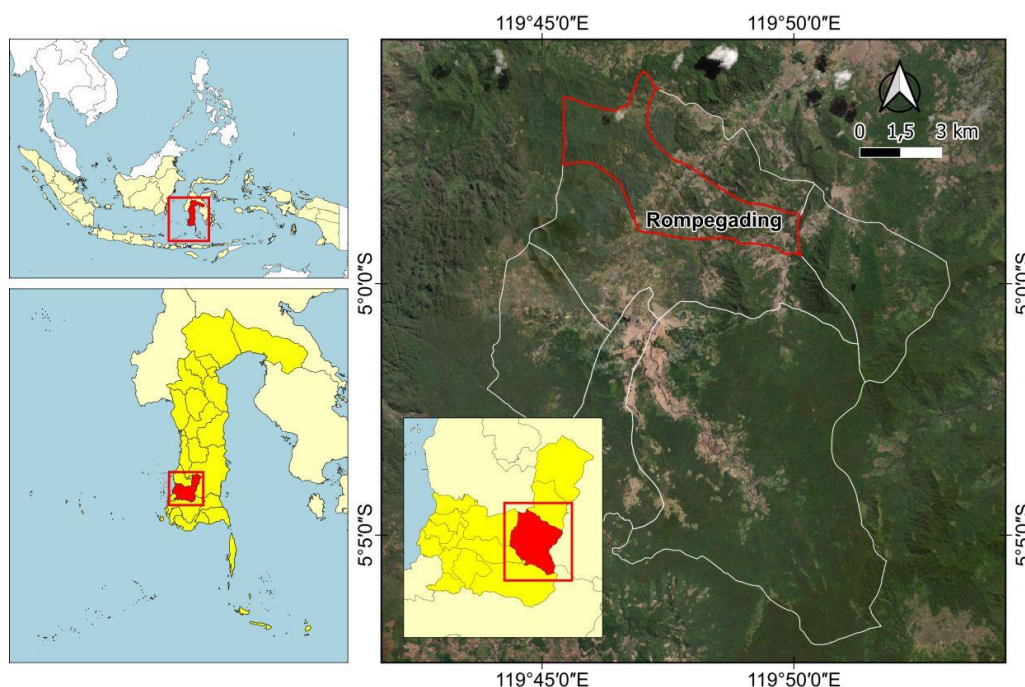 119°45′0″E 119°50′0″E
0 1,5 3 km
Rompegading
5°0′0″S 5°0′0″S
5°5′0″S 5°5′0″S
119°45′0″E 119°50′0″E